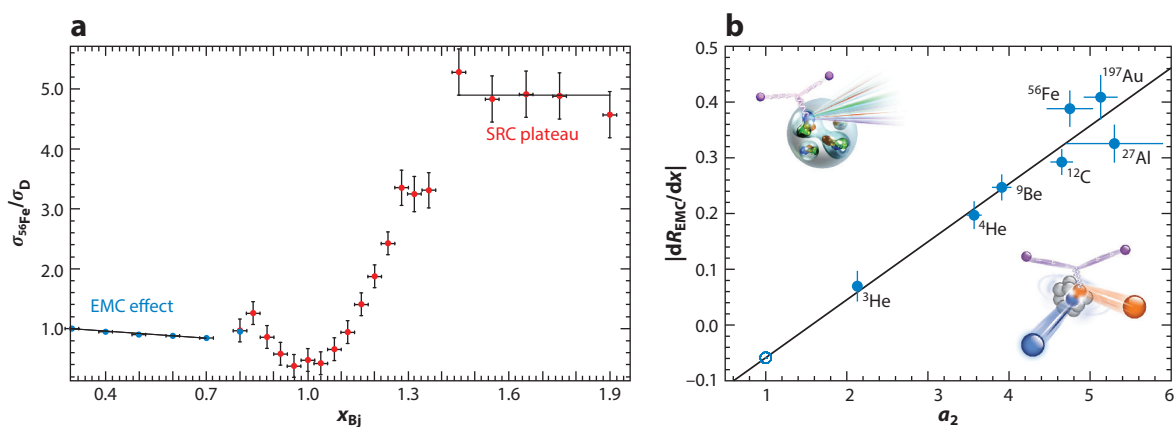 a
σ56Fe/σD
5.0
4.0
3.0
2.0
1.0
EMC effect
SRC plateau
0.4
0.7
1.0
1.3
1.6
1.9
xBj
b
|dREMC/dx|
0.5
0.4
0.3
0.2
0.1
0.0
−0.1
197Au
56Fe
27Al
12C
9Be
4He
3He
1
2
3
4
5
6
a2